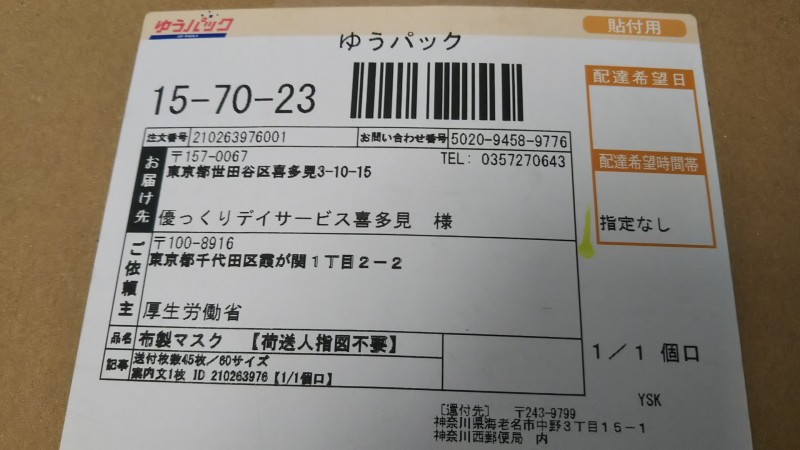 ゆうパック
貼付用
ゆうパック
15-70-23
配達希望日
注文番号 210263976001 お問い合わせ番号 5020-9458-9776
お届け先
〒157-0067 TEL: 0357270643
東京都世田谷区喜多見3-10-15
優っくりデイサービス喜多見 様
配達希望時間帯
指定なし
ご依頼主
〒100-8916
東京都千代田区霞が関1丁目2-2
厚生労働省
品名 布製マスク 【荷送人指図不要】
記事 送付枚数45枚/60サイズ
案内文1枚 ID 210263976【1/1個口】
1/1 個口
YSK
[還付先] 〒243-9799
神奈川県海老名市中野3丁目15-1
神奈川西郵便局 内